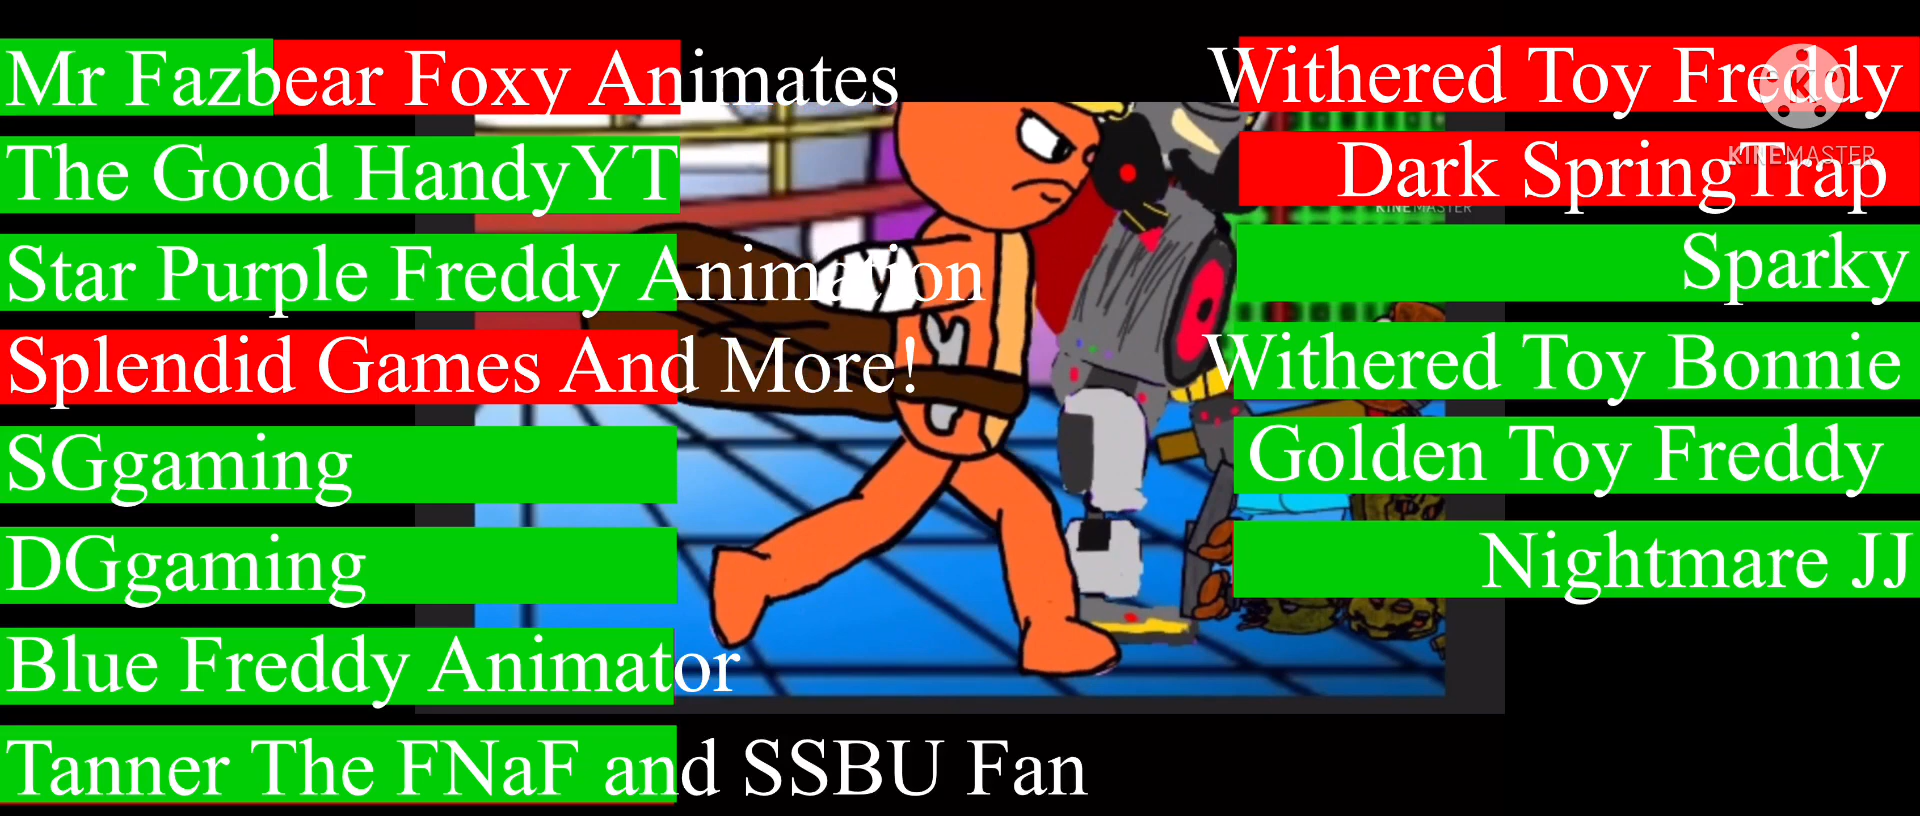 Mr Fazbear Foxy Animates
The Good HandyYT
Star Purple Freddy Animation
Splendid Games And More!
SGgaming
DGgaming
Blue Freddy Animator
Tanner The FNaF and SSBU Fan
Withered Toy Freddy
K
KINEMASTER
Dark SpringTrap
KINEMASTER
Sparky
Withered Toy Bonnie
Golden Toy Freddy
Nightmare JJ